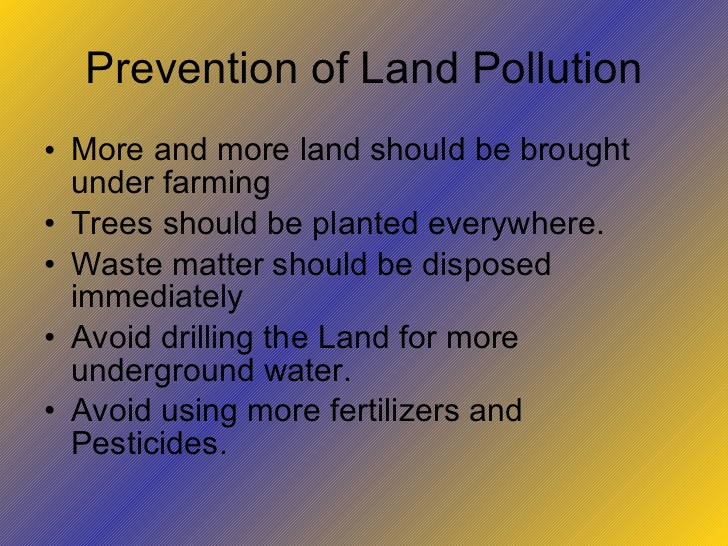 Prevention of Land Pollution
• More and more land should be brought
under farming
• Trees should be planted everywhere.
• Waste matter should be disposed
immediately
• Avoid drilling the Land for more
underground water.
• Avoid using more fertilizers and
Pesticides.